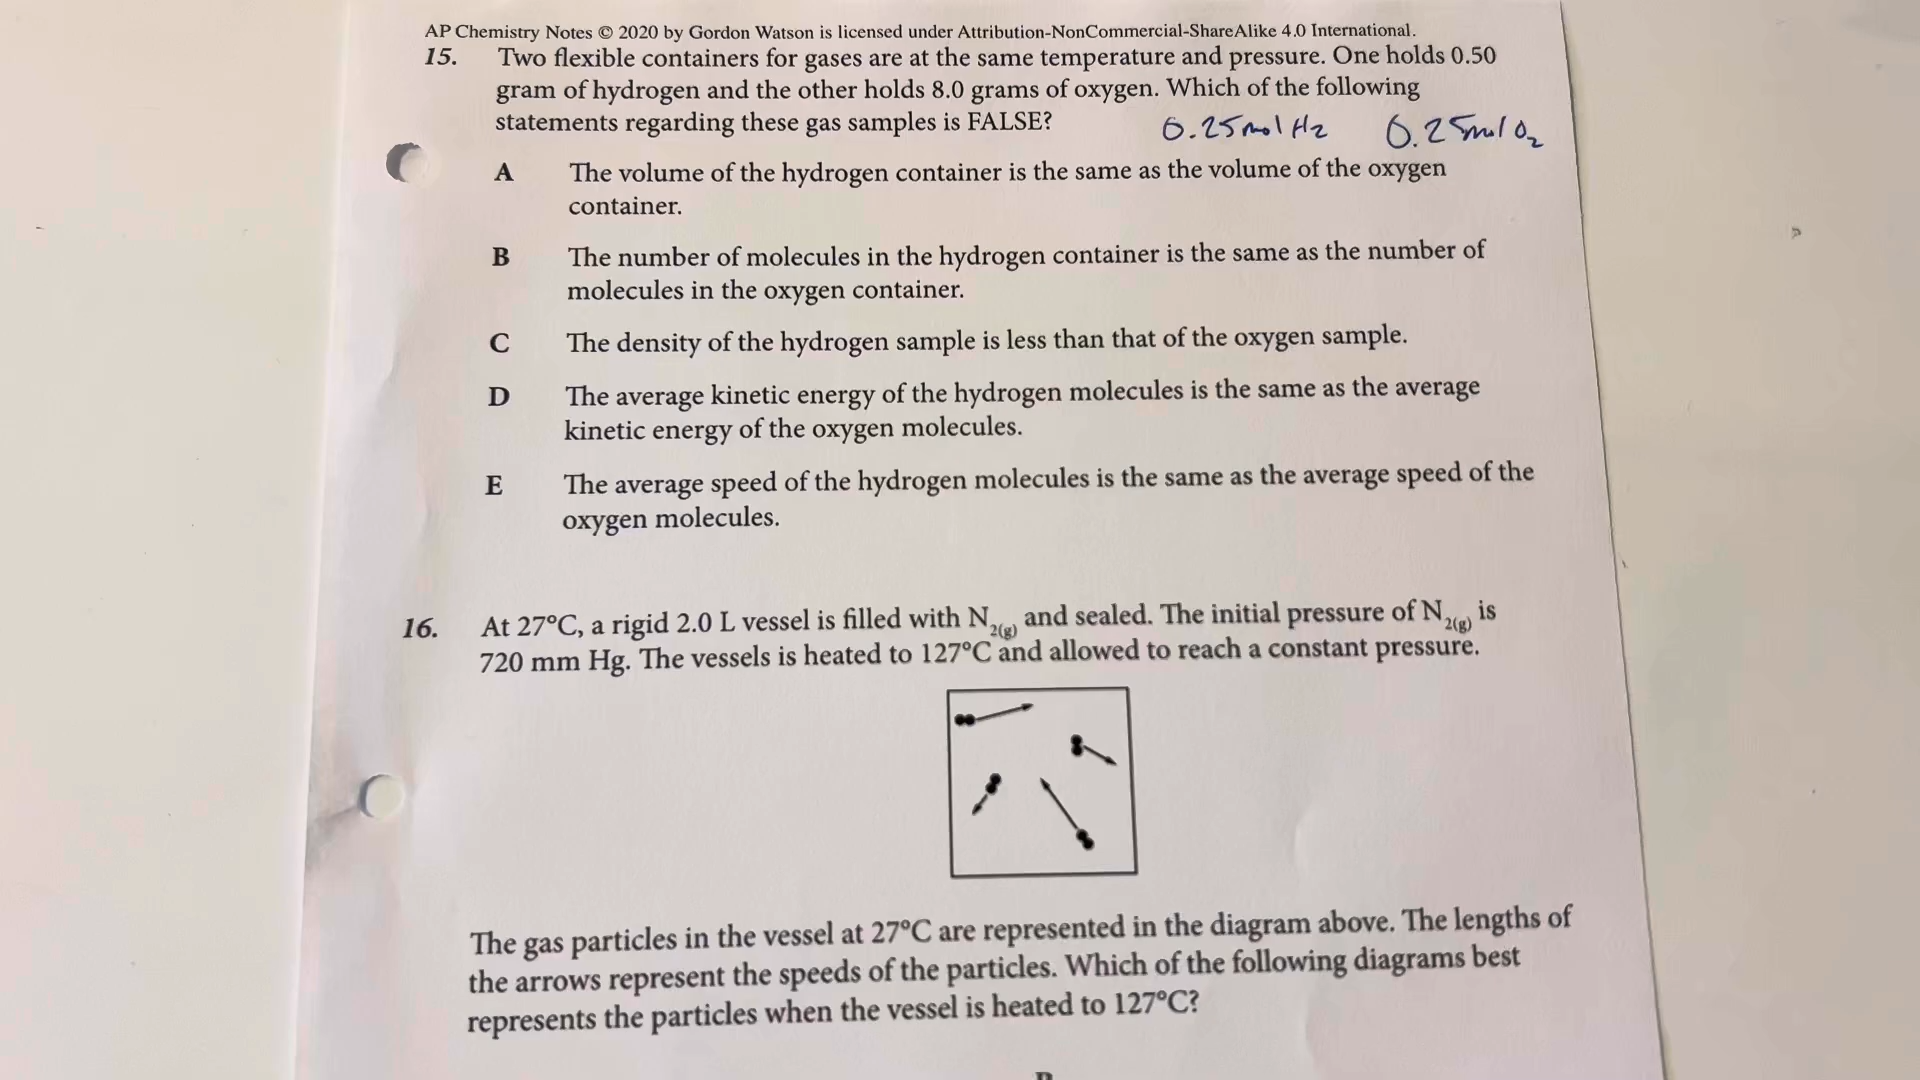 AP Chemistry Notes © 2020 by Gordon Watson is licensed under Attribution-NonCommercial-ShareAlike 4.0 International.
15. Two flexible containers for gases are at the same temperature and pressure. One holds 0.50
gram of hydrogen and the other holds 8.0 grams of oxygen. Which of the following
statements regarding these gas samples is FALSE?
0.25 mol H2 0.25 mol O2
A The volume of the hydrogen container is the same as the volume of the oxygen
container.
B The number of molecules in the hydrogen container is the same as the number of
molecules in the oxygen container.
C The density of the hydrogen sample is less than that of the oxygen sample.
D The average kinetic energy of the hydrogen molecules is the same as the average
kinetic energy of the oxygen molecules.
E The average speed of the hydrogen molecules is the same as the average speed of the
oxygen molecules.
16. At 27°C, a rigid 2.0 L vessel is filled with N2(g) and sealed. The initial pressure of N2(g) is
720 mm Hg. The vessels is heated to 127°C and allowed to reach a constant pressure.
The gas particles in the vessel at 27°C are represented in the diagram above. The lengths of
the arrows represent the speeds of the particles. Which of the following diagrams best
represents the particles when the vessel is heated to 127°C?